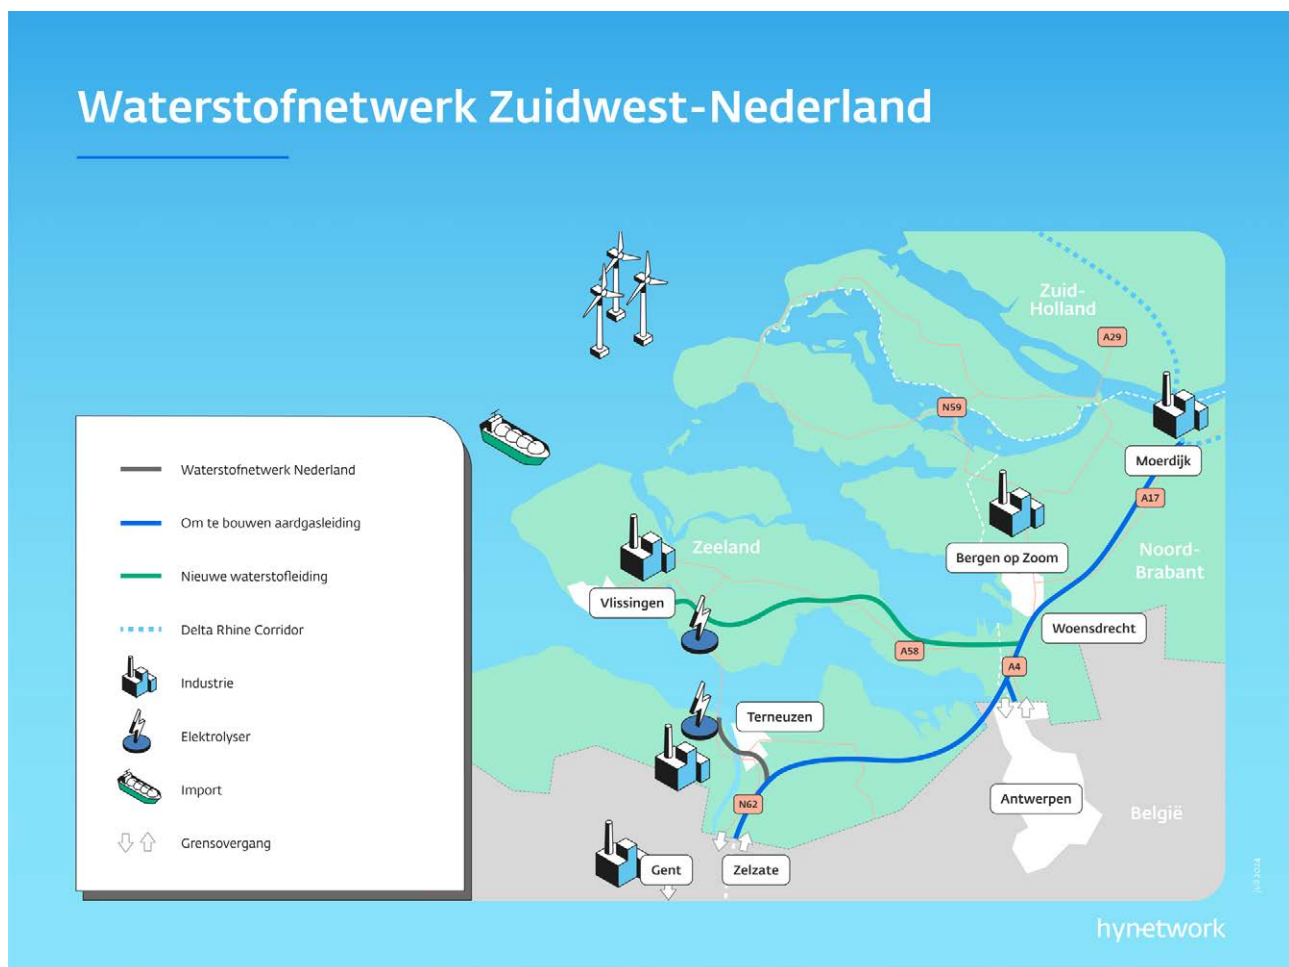 Waterstofnetwerk Zuidwest-Nederland
Zuid-
Holland
A29
N59
Moerdijk
A17
Waterstofnetwerk Nederland
Om te bouwen aardgasleiding
Nieuwe waterstofleiding
Delta Rhine Corridor
Industrie
Elektrolyser
Import
Grensovergang
Zeeland
Bergen op Zoom
Noord-
Brabant
Vlissingen
Woensdrecht
A58
A4
Terneuzen
N62
Antwerpen
België
Gent
Zelzate
juli 2024
hynetwork